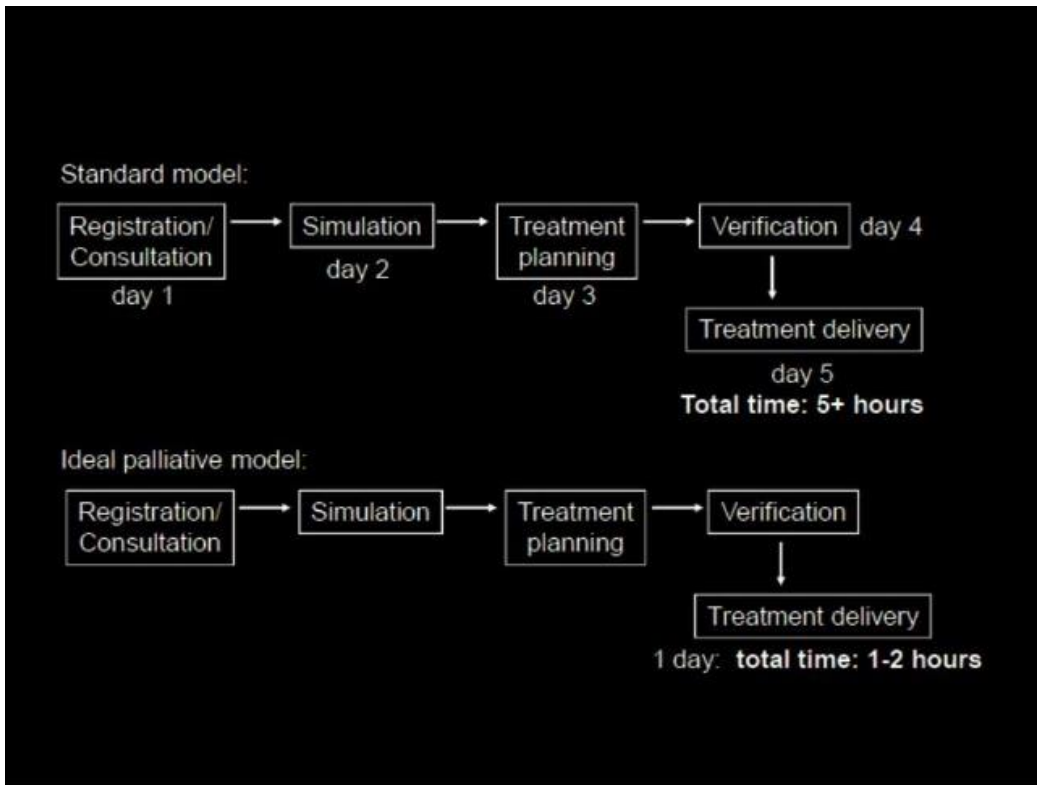 Standard model:
Registration/
Consultation
day 1
Simulation
day 2
Treatment
planning
day 3
Verification
day 4
Treatment delivery
day 5
Total time: 5+ hours
Ideal palliative model:
Registration/
Consultation
Simulation
Treatment
planning
Verification
Treatment delivery
1 day: total time: 1-2 hours